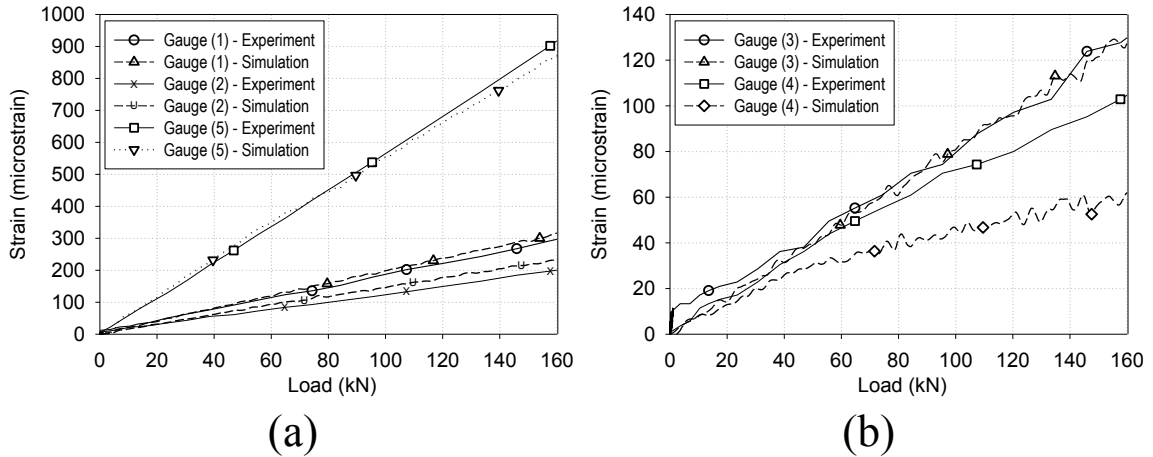 1000
900
800
700
600
500
400
300
200
100
0
Strain (microstrain)
Gauge (1) - Experiment
Gauge (1) - Simulation
Gauge (2) - Experiment
Gauge (2) - Simulation
Gauge (5) - Experiment
Gauge (5) - Simulation
0 20 40 60 80 100 120 140 160
Load (kN)
(a)
140
120
100
80
60
40
20
0
Strain (microstrain)
Gauge (3) - Experiment
Gauge (3) - Simulation
Gauge (4) - Experiment
Gauge (4) - Simulation
0 20 40 60 80 100 120 140 160
Load (kN)
(b)